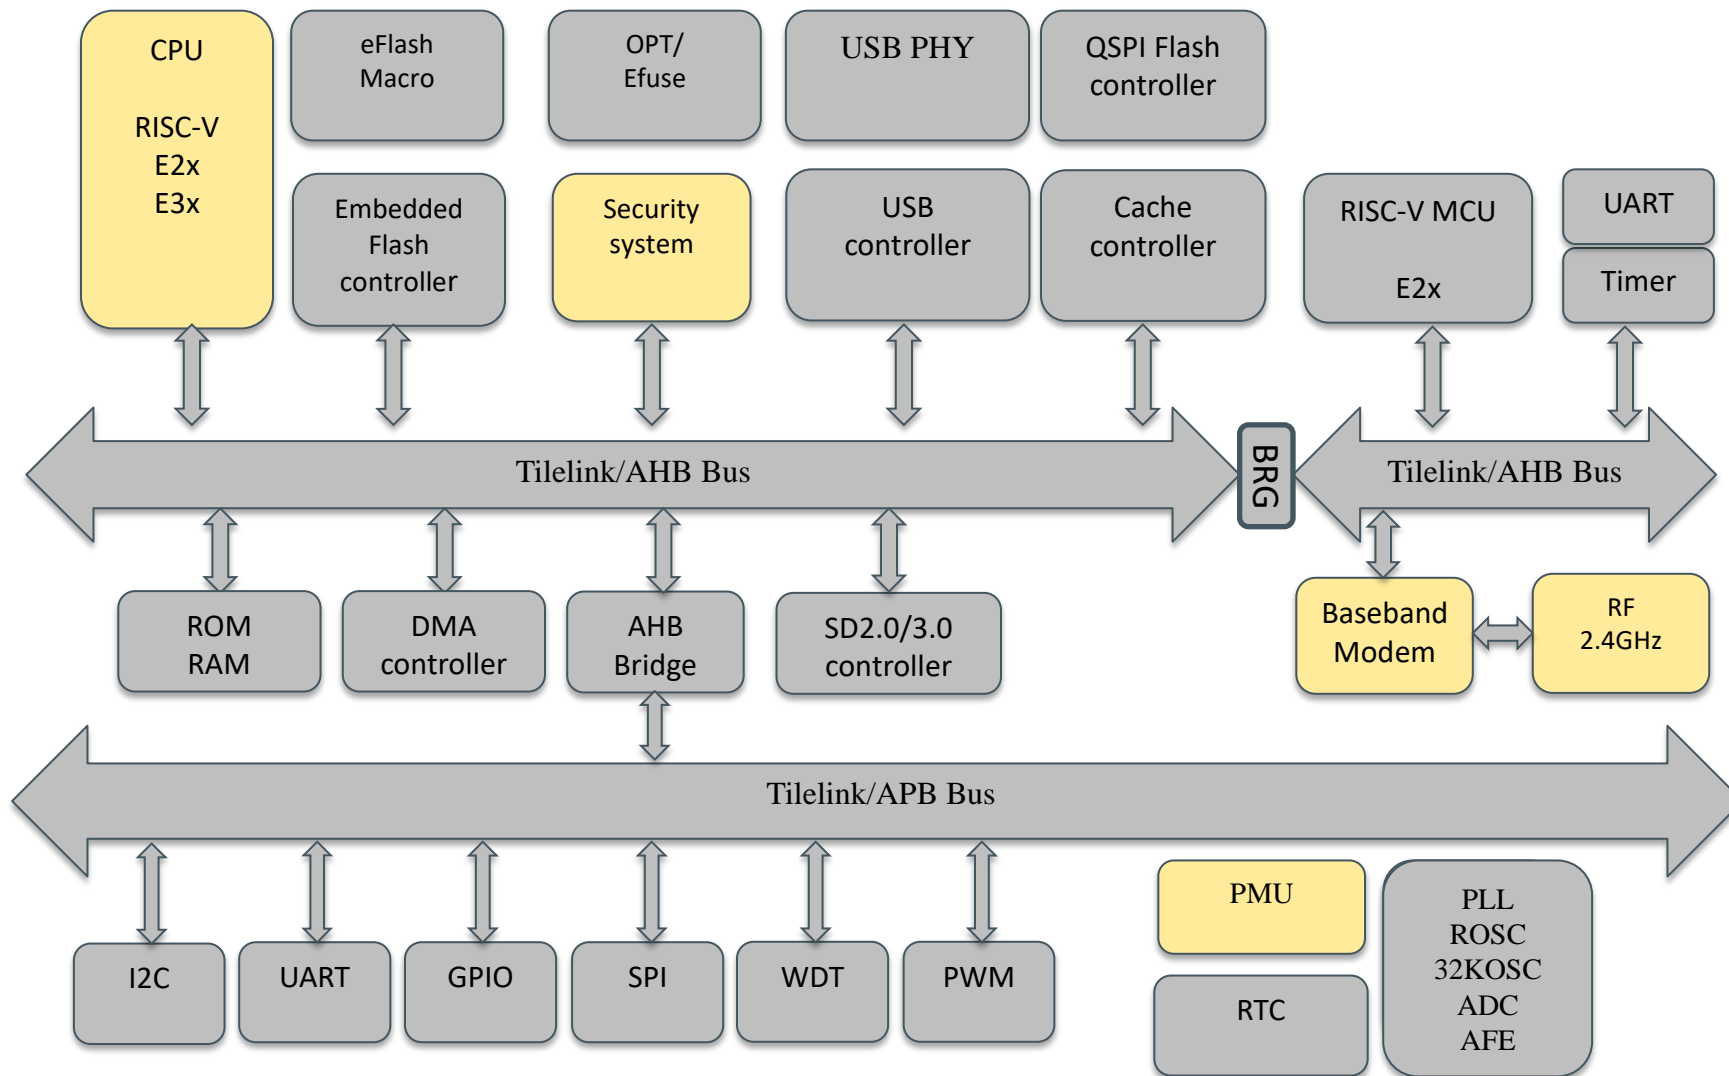 CPU
RISC-V
E2x
E3x
eFlash
Macro
OPT/
Efuse
USB PHY
QSPI Flash
controller
Embedded
Flash
controller
Security
system
USB
controller
Cache
controller
RISC-V MCU
E2x
UART
Timer
Tilelink/AHB Bus
BRG
Tilelink/AHB Bus
ROM
RAM
DMA
controller
AHB
Bridge
SD2.0/3.0
controller
Baseband
Modem
RF
2.4GHz
Tilelink/APB Bus
I2C
UART
GPIO
SPI
WDT
PWM
PMU
RTC
PLL
ROSC
32KOSC
ADC
AFE